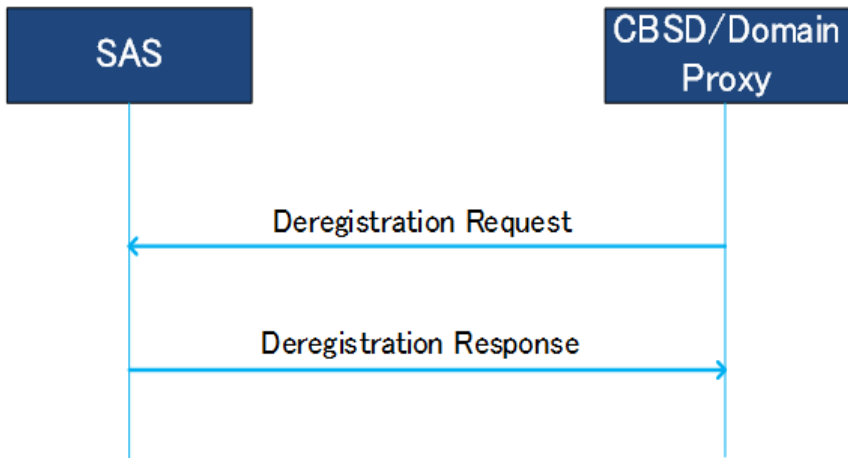 SAS
CBSD/Domain
Proxy
Deregistration Request
Deregistration Response